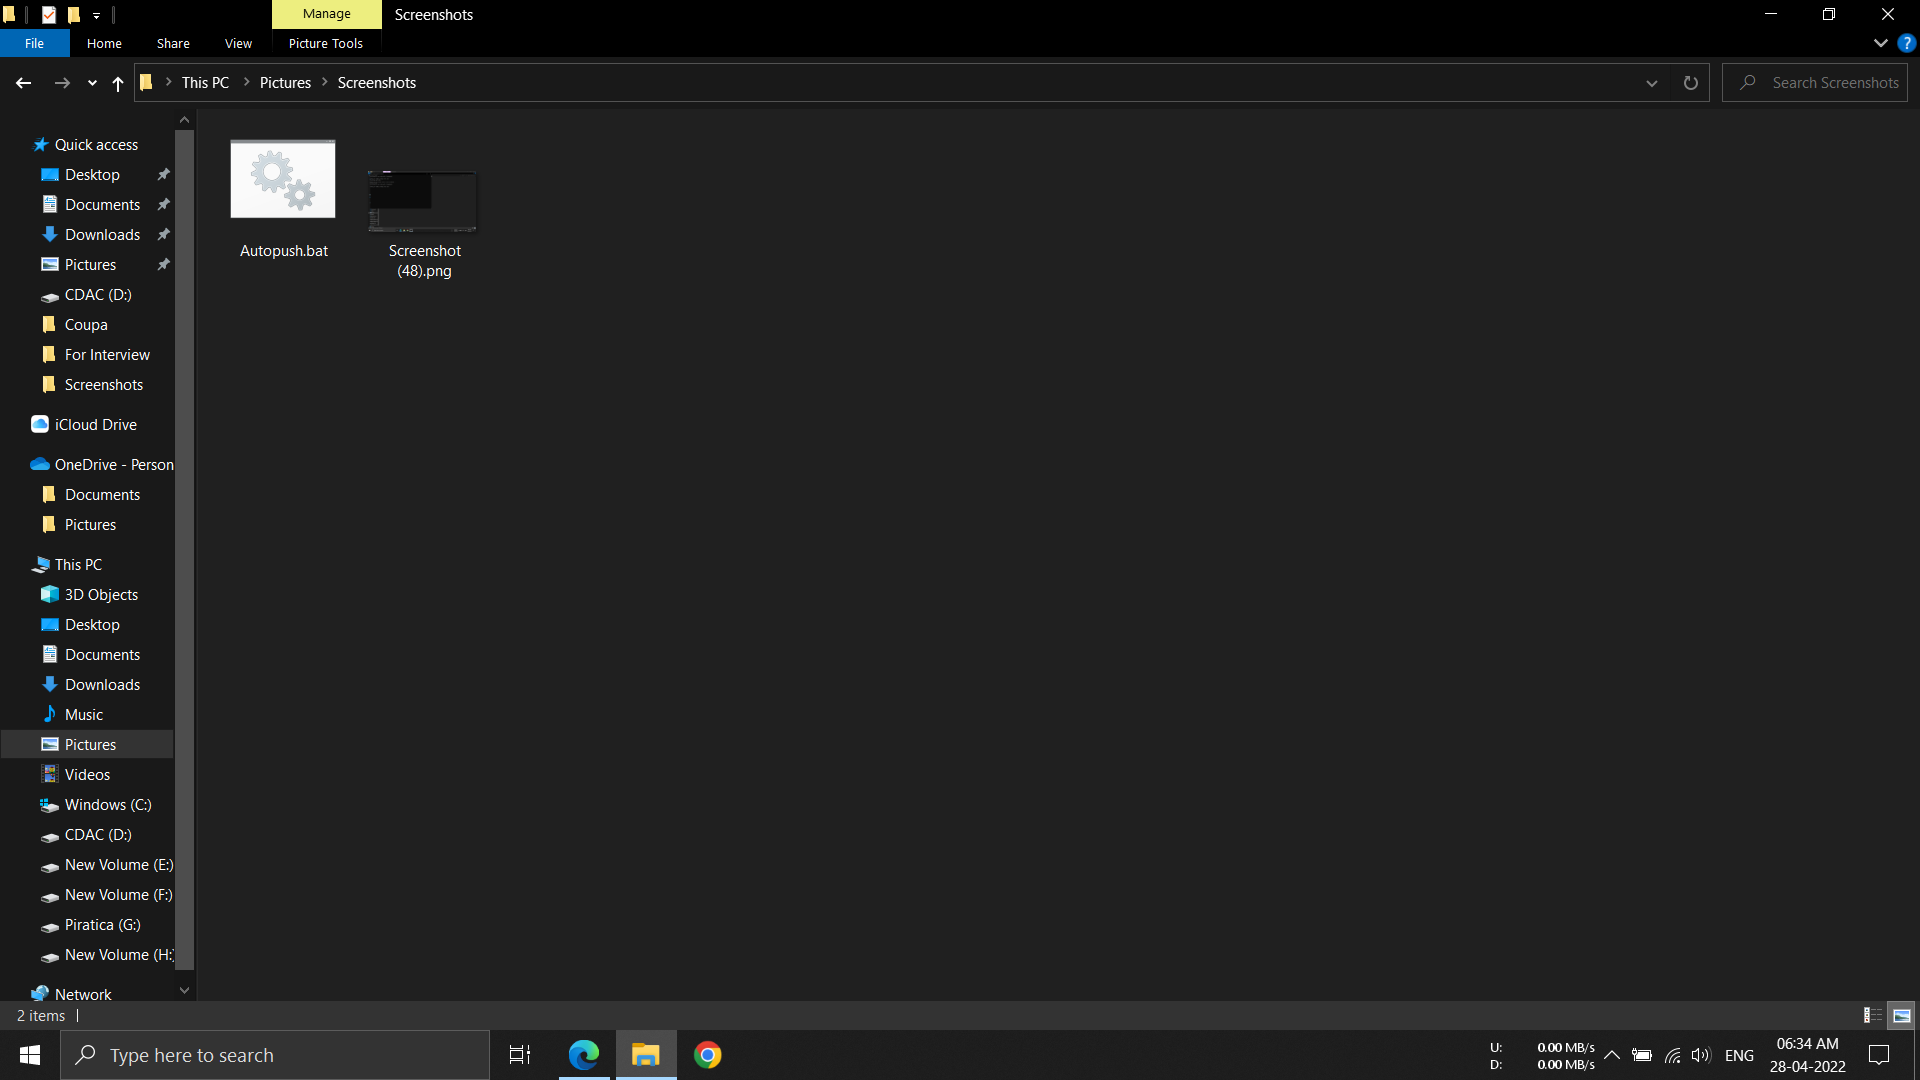 Manage
Screenshots
File
Home
Share
View
Picture Tools
?
This PC
Pictures
Screenshots
Search Screenshots
Quick access
Desktop
Documents
Downloads
Pictures
CDAC (D:)
Coupa
For Interview
Screenshots
iCloud Drive
OneDrive - Person
Documents
Pictures
This PC
3D Objects
Desktop
Documents
Downloads
Music
Pictures
Videos
Windows (C:)
CDAC (D:)
New Volume (E:)
New Volume (F:)
Piratica (G:)
New Volume (H:)
Network
Autopush.bat
Screenshot
(48).png
2 items
Type here to search
U: 0.00 MB/s
D: 0.00 MB/s
ENG
06:34 AM
28-04-2022